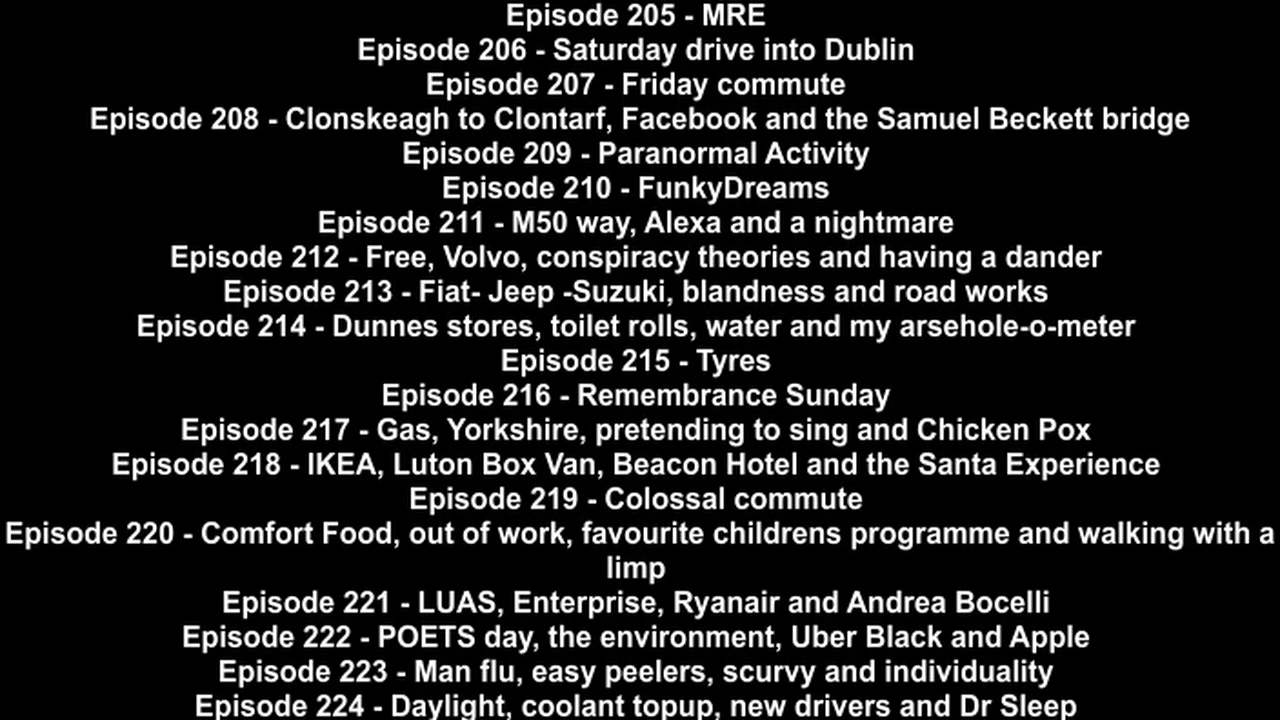 Episode 205 - MRE
Episode 206 - Saturday drive into Dublin
Episode 207 - Friday commute
Episode 208 - Clonskeagh to Clontarf, Facebook and the Samuel Beckett bridge
Episode 209 - Paranormal Activity
Episode 210 - FunkyDreams
Episode 211 - M50 way, Alexa and a nightmare
Episode 212 - Free, Volvo, conspiracy theories and having a dander
Episode 213 - Fiat- Jeep -Suzuki, blandness and road works
Episode 214 - Dunnes stores, toilet rolls, water and my arsehole-o-meter
Episode 215 - Tyres
Episode 216 - Remembrance Sunday
Episode 217 - Gas, Yorkshire, pretending to sing and Chicken Pox
Episode 218 - IKEA, Luton Box Van, Beacon Hotel and the Santa Experience
Episode 219 - Colossal commute
Episode 220 - Comfort Food, out of work, favourite childrens programme and walking with a
limp
Episode 221 - LUAS, Enterprise, Ryanair and Andrea Bocelli
Episode 222 - POETS day, the environment, Uber Black and Apple
Episode 223 - Man flu, easy peelers, scurvy and individuality
Episode 224 - Daylight, coolant topup, new drivers and Dr Sleep